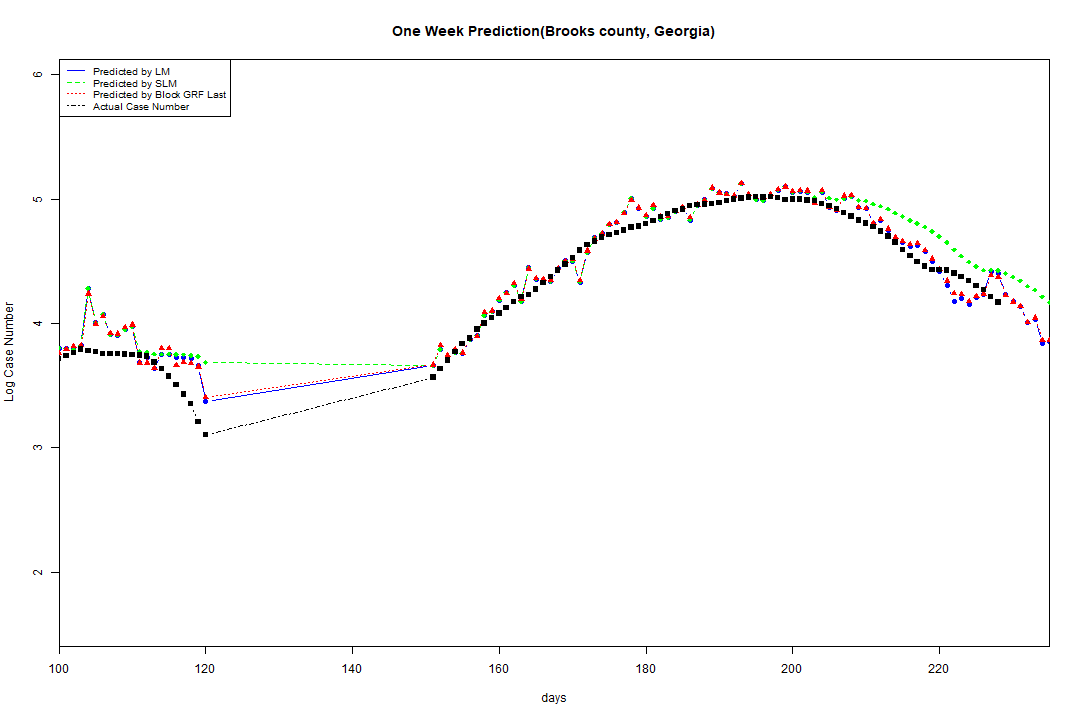 One Week Prediction(Brooks county, Georgia)
Predicted by LM
Predicted by SLM
Predicted by Block GRF Last
Actual Case Number
6
5
4
3
2
Log Case Number
100 120 140 160 180 200 220
days